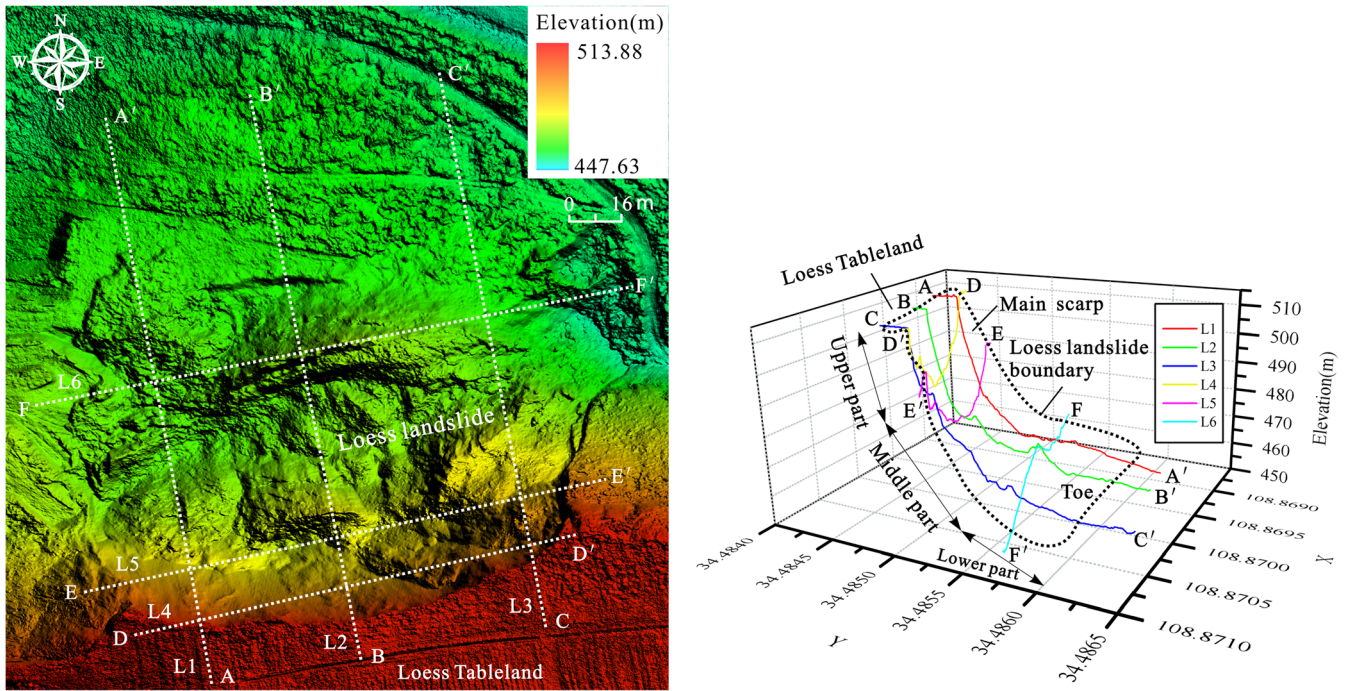 N
W E
S
Elevation(m)
513.88
447.63
0 16m
A′
B′
C′
F′
L6
F
Loess landslide
E′
L5
E
D′
L4
D
L3
C
L2
B
L1
A
Loess Tableland
Loess Tableland
A
D
B
C
D′
Main scarp
E
Loess landslide
boundary
F
Upper part
E′
Middle part
Toe
A′
B′
C′
F′
Lower part
L1
L2
L3
L4
L5
L6
510
500
490
480
470
460
450
Elevation(m)
108.8690
108.8695
108.8700
108.8705
108.8710
X
34.4840
34.4845
34.4850
34.4855
34.4860
34.4865
Y